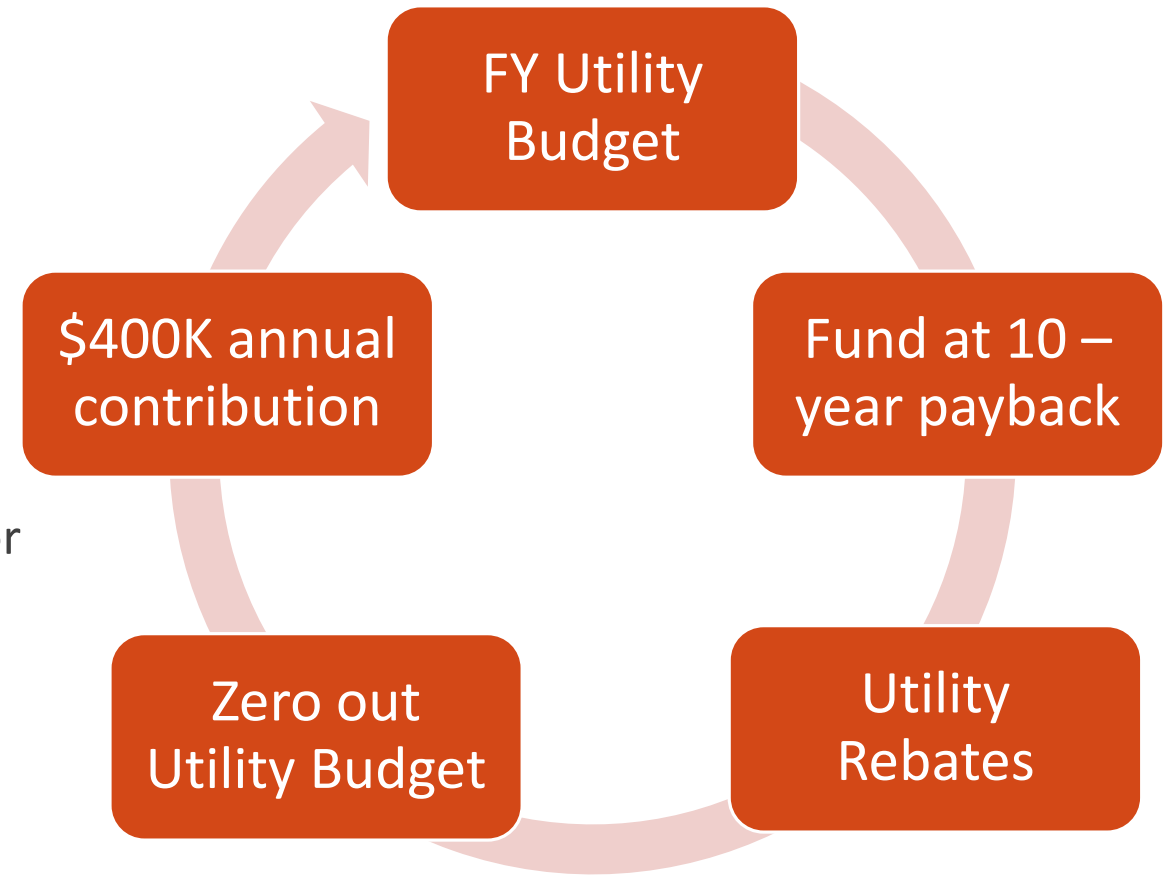 FY Utility
Budget
Fund at 10 –
year payback
Utility
Rebates
Zero out
Utility Budget
$400K annual
contribution